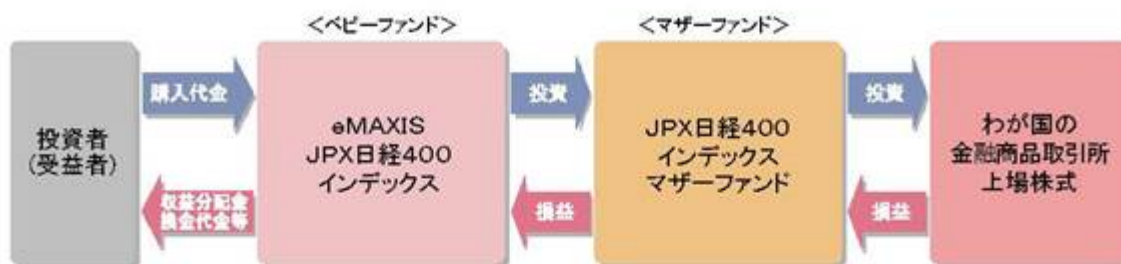 <ベビーファンド>
<マザーファンド>
投資者
(受益者)
購入代金
収益分配金
換金代金等
eMAXIS
JPX日経400
インデックス
投資
損益
JPX日経400
インデックス
マザーファンド
投資
損益
わが国の
金融商品取引所
上場株式